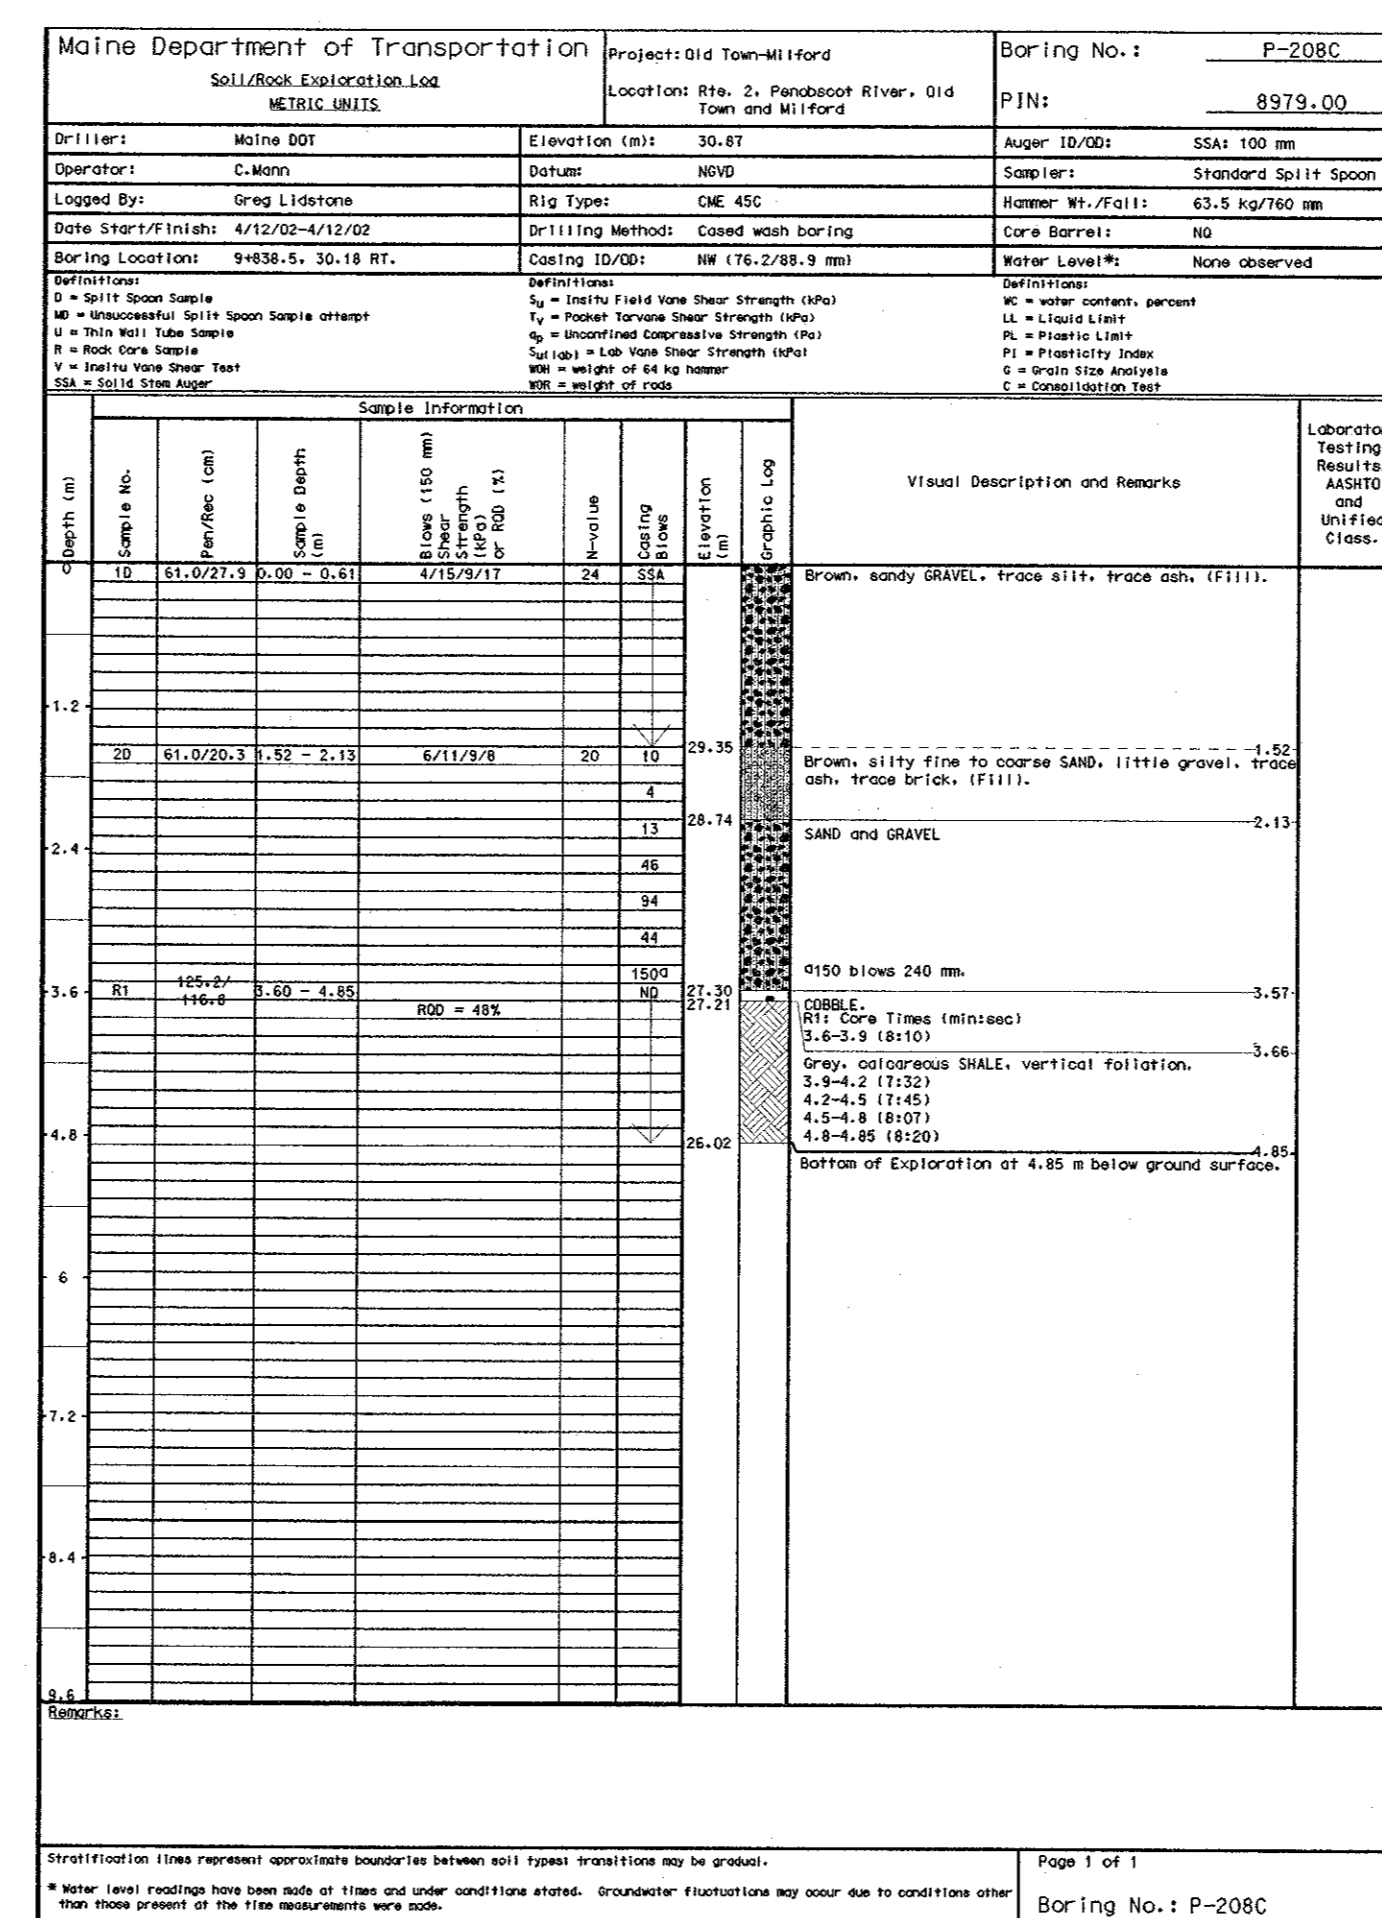 Maine Department of Transportation
Soil/Rock Exploration Log
METRIC UNITS
Project: Old Town-Milford
Location: Rte. 2, Penobscot River, Old
Town and Milford
Boring No.: P-208C
PIN: 8979.00
Driller: Maine DOT Elevation (m): 30.87 Auger ID/OD: SSA: 100 mm
Operator: C.Mann Datum: NGVD Sampler: Standard Split Spoon
Logged By: Greg Lidstone Rig Type: CME 45C Hammer Wt./Fall: 63.5 kg/760 mm
Date Start/Finish: 4/12/02-4/12/02 Drilling Method: Cased wash boring Core Barrel: NQ
Boring Location: 9+838.5, 30.18 RT. Casing ID/OD: NW (76.2/88.9 mm) Water Level*: None observed
Definitions:
D = Split Spoon Sample
MD = Unsuccessful Split Spoon Sample attempt
U = Thin Wall Tube Sample
R = Rock Core Sample
V = Insitu Vane Shear Test
SSA = Solid Stem Auger
Definitions:
Su = Insitu Field Vane Shear Strength (kPa)
Tv = Pocket Torvane Shear Strength (kPa)
qp = Unconfined Compressive Strength (Pa)
Su(lab) = Lab Vane Shear Strength (kPa)
WOH = weight of 64 kg hammer
WOR = weight of rods
Definitions:
WC = water content, percent
LL = Liquid Limit
PL = Plastic Limit
PI = Plasticity Index
G = Grain Size Analysis
C = Consolidation Test
Sample Information
Depth (m)
Sample No.
Pen/Rec (cm)
Sample Depth
(m)
Blows (150 mm)
Shear
Strength
(kPa)
or RQD (%)
N-value
Casing
Blows
Elevation
(m)
Graphic Log
Visual Description and Remarks
Laborato
Testing
Results
AASHTO
and
Unified
Class.
0 1D 61.0/27.9 0.00 - 0.61 4/15/9/17 24 SSA Brown, sandy GRAVEL, trace silt, trace ash, (Fill).
1.2
29.35 1.52
2D 61.0/20.3 1.52 - 2.13 6/11/9/8 20 10 Brown, silty fine to coarse SAND, little gravel, trace
ash, trace brick, (Fill).
4
28.74 2.13
13 SAND and GRAVEL
2.4
46
94
44
150a a150 blows 240 mm.
3.6 R1 125.2/
116.8 3.60 - 4.85 NQ 27.30 3.57
27.21 COBBLE.
RQD = 48% R1: Core Times (min:sec)
3.6-3.9 (8:10)
3.66
Grey, calcareous SHALE, vertical foliation.
3.9-4.2 (7:32)
4.2-4.5 (7:45)
4.5-4.8 (8:07)
4.8 4.8-4.85 (8:20)
26.02 4.85
Bottom of Exploration at 4.85 m below ground surface.
6
7.2
8.4
9.6
Remarks:
Stratification lines represent approximate boundaries between soil types; transitions may be gradual.
* Water level readings have been made at times and under conditions stated. Groundwater fluctuations may occur due to conditions other
than those present at the time measurements were made.
Page 1 of 1
Boring No.: P-208C